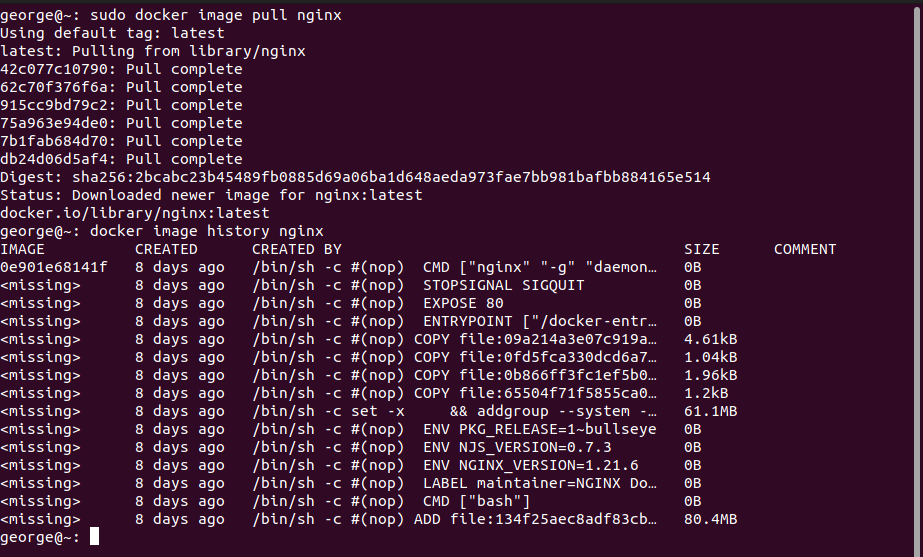 george@~: sudo docker image pull nginx
Using default tag: latest
latest: Pulling from library/nginx
42c077c10790: Pull complete
62c70f376f6a: Pull complete
915cc9bd79c2: Pull complete
75a963e94de0: Pull complete
7b1fab684d70: Pull complete
db24d06d5af4: Pull complete
Digest: sha256:2bcabc23b45489fb0885d69a06ba1d648aeda973fae7bb981bafbb884165e514
Status: Downloaded newer image for nginx:latest
docker.io/library/nginx:latest
george@~: docker image history nginx
IMAGE          CREATED      CREATED BY                                      SIZE      COMMENT
0e901e68141f   8 days ago   /bin/sh -c #(nop)  CMD ["nginx" "-g" "daemon…   0B
<missing>      8 days ago   /bin/sh -c #(nop)  STOPSIGNAL SIGQUIT           0B
<missing>      8 days ago   /bin/sh -c #(nop)  EXPOSE 80                    0B
<missing>      8 days ago   /bin/sh -c #(nop)  ENTRYPOINT ["/docker-entr…   0B
<missing>      8 days ago   /bin/sh -c #(nop) COPY file:09a214a3e07c919a…   4.61kB
<missing>      8 days ago   /bin/sh -c #(nop) COPY file:0fd5fca330dcd6a7…   1.04kB
<missing>      8 days ago   /bin/sh -c #(nop) COPY file:0b866ff3fc1ef5b0…   1.96kB
<missing>      8 days ago   /bin/sh -c #(nop) COPY file:65504f71f5855ca0…   1.2kB
<missing>      8 days ago   /bin/sh -c set -x     && addgroup --system -…   61.1MB
<missing>      8 days ago   /bin/sh -c #(nop)  ENV PKG_RELEASE=1~bullseye   0B
<missing>      8 days ago   /bin/sh -c #(nop)  ENV NJS_VERSION=0.7.3        0B
<missing>      8 days ago   /bin/sh -c #(nop)  ENV NGINX_VERSION=1.21.6     0B
<missing>      8 days ago   /bin/sh -c #(nop)  LABEL maintainer=NGINX Do…   0B
<missing>      8 days ago   /bin/sh -c #(nop)  CMD ["bash"]                 0B
<missing>      8 days ago   /bin/sh -c #(nop) ADD file:134f25aec8adf83cb…   80.4MB
george@~: